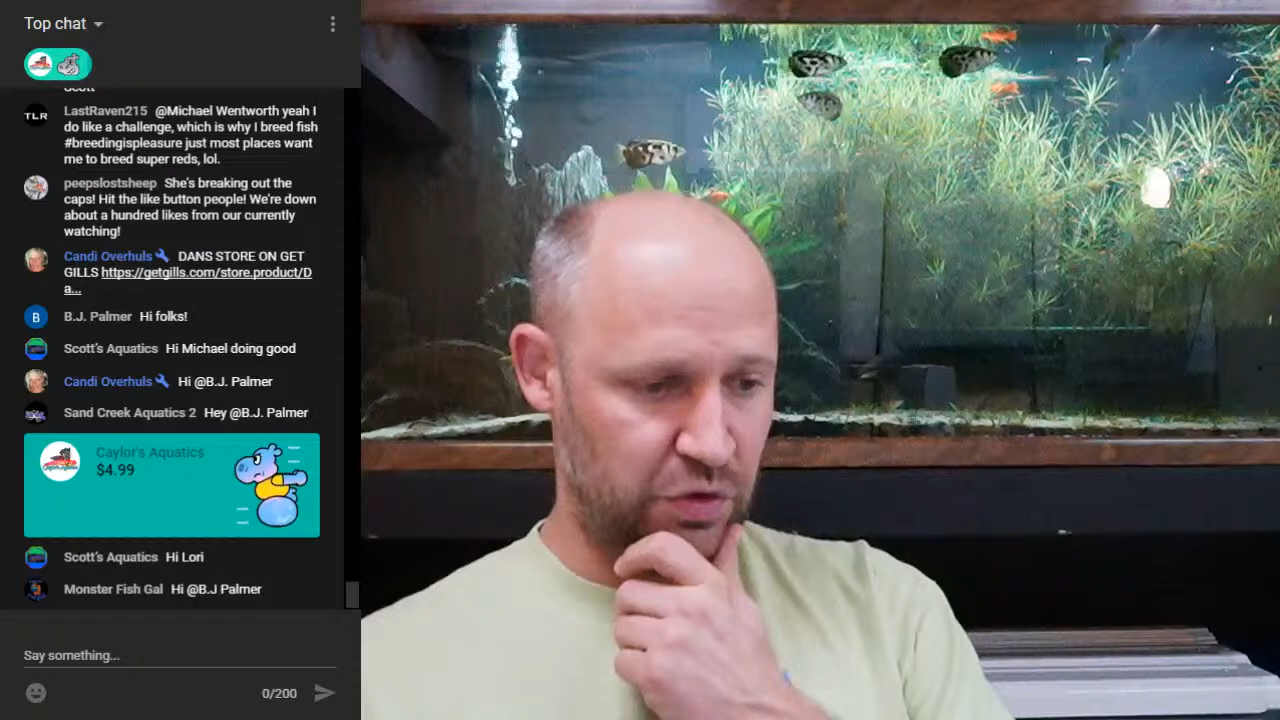 Top chat
Scott
TLR
LastRaven215 @Michael Wentworth yeah I
do like a challenge, which is why I breed fish
#breedingispleasure just most places want
me to breed super reds, lol.
peepslostsheep She's breaking out the
caps! Hit the like button people! We're down
about a hundred likes from our currently
watching!
Candi Overhuls DANS STORE ON GET
GILLS https://getgills.com/store.product/D
a...
B
B.J. Palmer Hi folks!
Scott's Aquatics Hi Michael doing good
Candi Overhuls Hi @B.J. Palmer
Sand Creek Aquatics 2 Hey @B.J. Palmer
Caylor's Aquatics
$4.99
Scott's Aquatics Hi Lori
Monster Fish Gal Hi @B.J Palmer
Say something...
0/200